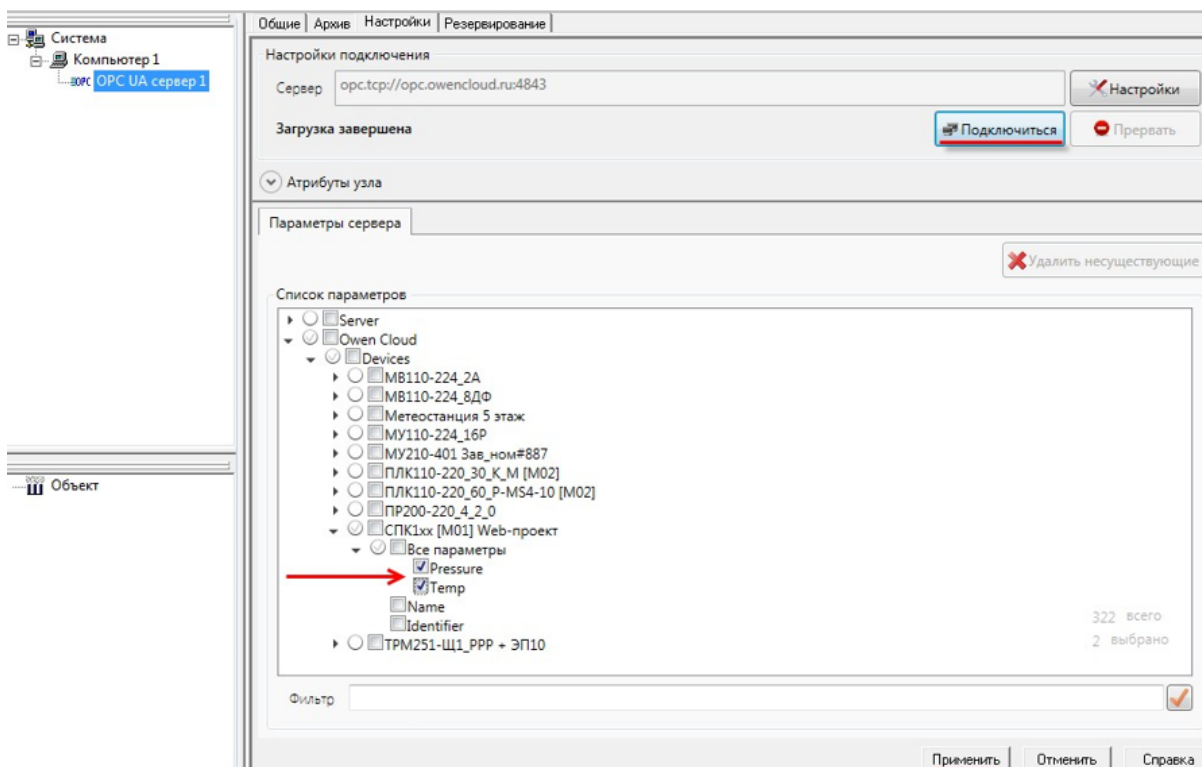 Общие Архив Настройки Резервирование
Система
Компьютер 1
OPC UA сервер 1
Настройки подключения
Сервер opc.tcp://opc.owencloud.ru:4843 Настройки
Загрузка завершена Подключиться Прервать
Атрибуты узла
Параметры сервера
Удалить несуществующие
Список параметров
Server
Owen Cloud
Devices
МВ110-224_2А
МВ110-224_8ДФ
Метеостанция 5 этаж
МУ110-224_16Р
МУ210-401 Зав_ном#887
ПЛК110-220_30_К_М [M02]
ПЛК110-220_60_Р-MS4-10 [M02]
ПР200-220_4_2_0
СПК1хх [M01] Web-проект
Все параметры
Pressure
Temp
Name
Identifier
ТРМ251-Щ1_РРР + ЭП10
322 всего
2 выбрано
Фильтр
Объект
Применить Отменить Справка